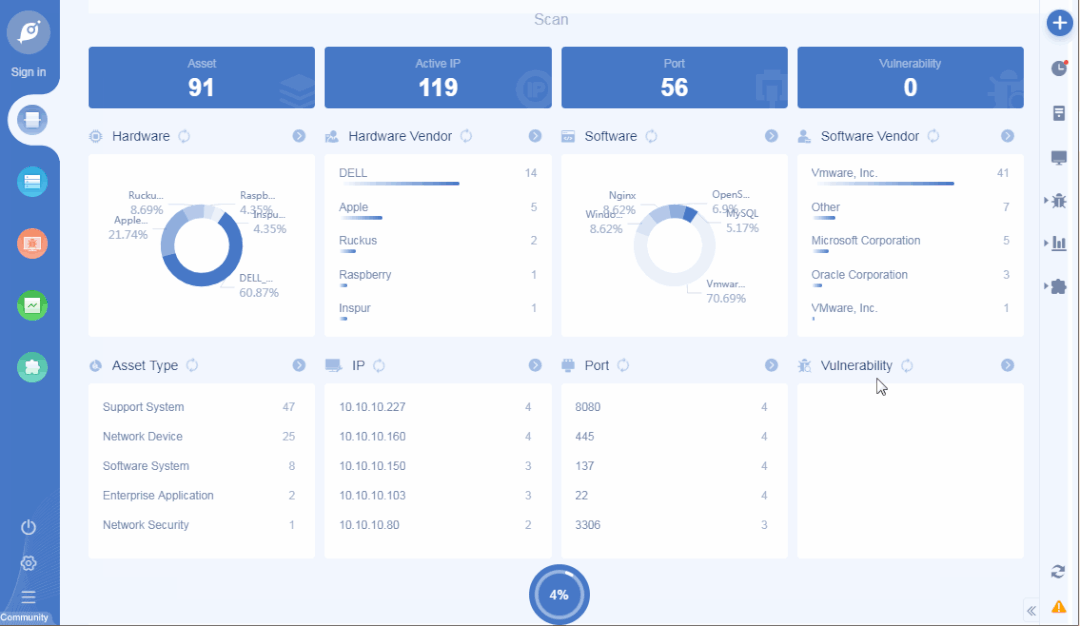 Scan
Sign in
Asset
91
Active IP
119
Port
56
Vulnerability
0
Hardware
Hardware Vendor
Software
Software Vendor
Rucku...
8.69%
Apple...
21.74%
Raspb...
4.35%
Inspu...
4.35%
DELL_...
60.87%
DELL 14
Apple 5
Ruckus 2
Raspberry 1
Inspur 1
Nginx
8.62%
Windo...
8.62%
OpenS...
6.9%
MySQL
5.17%
Vmwar...
70.69%
Vmware, Inc. 41
Other 7
Microsoft Corporation 5
Oracle Corporation 3
VMware, Inc. 1
Asset Type
IP
Port
Vulnerability
Support System 47
Network Device 25
Software System 8
Enterprise Application 2
Network Security 1
10.10.10.227 4
10.10.10.160 4
10.10.10.150 3
10.10.10.103 3
10.10.10.80 2
8080 4
445 4
137 4
22 4
3306 3
4%
Community